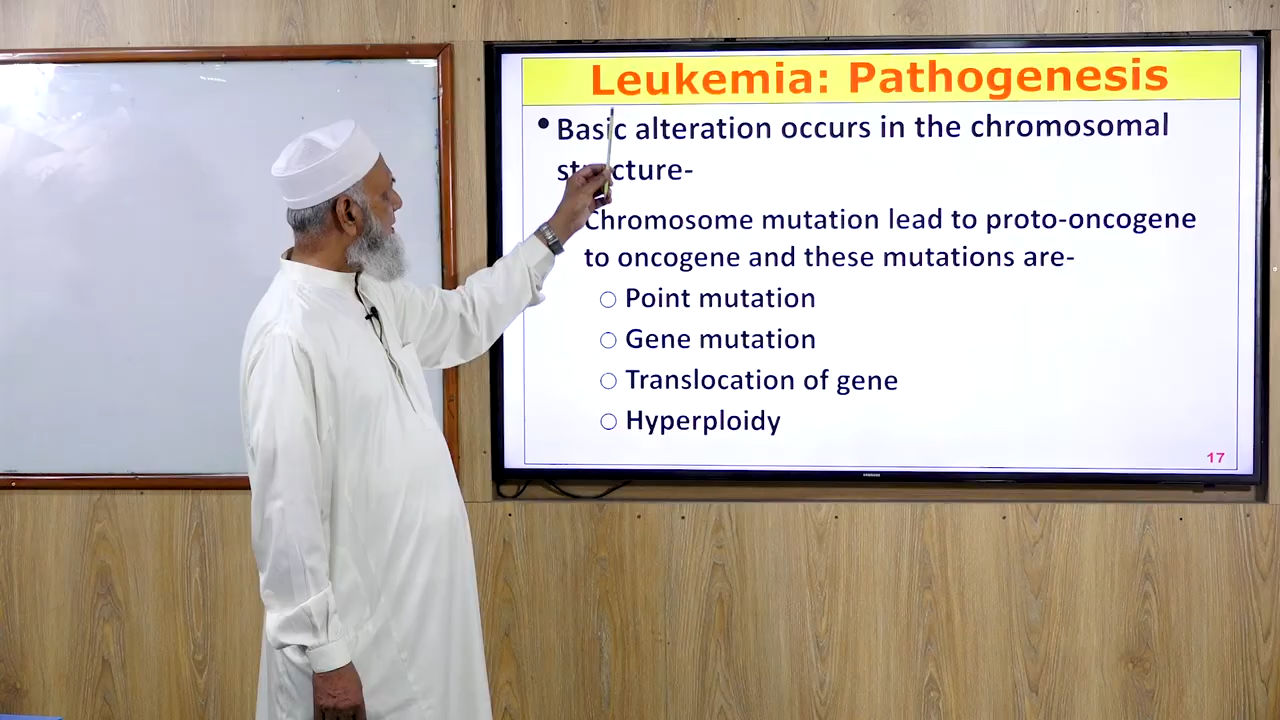 Leukemia: Pathogenesis
• Basic alteration occurs in the chromosomal
structure-
Chromosome mutation lead to proto-oncogene
to oncogene and these mutations are-
○ Point mutation
○ Gene mutation
○ Translocation of gene
○ Hyperploidy
17
SAMSUNG